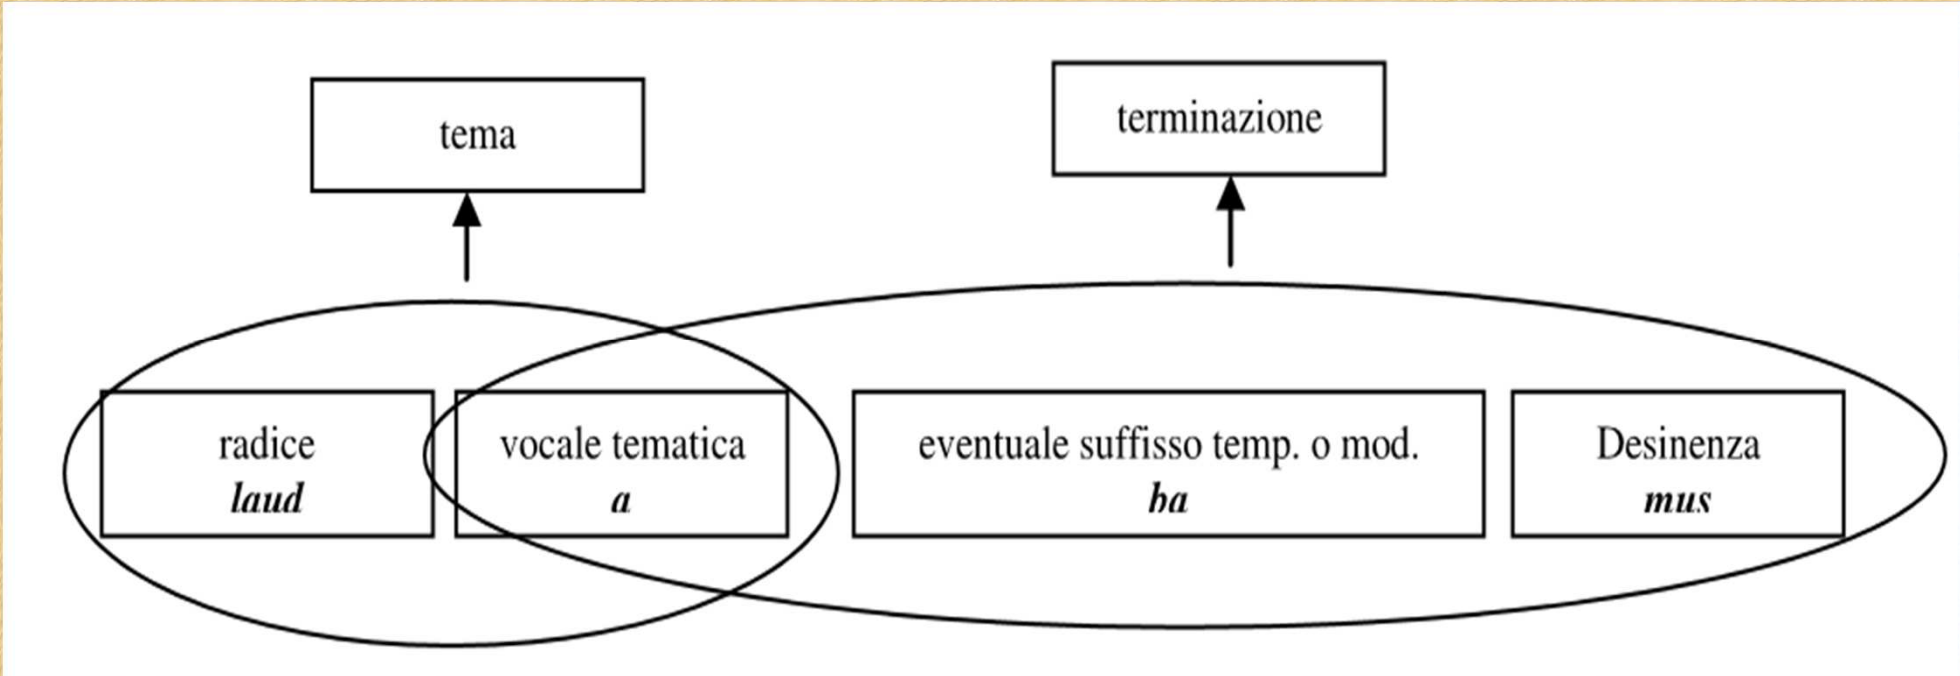 tema
terminazione
radice
laud
vocale tematica
a
eventuale suffisso temp. o mod.
ba
Desinenza
mus